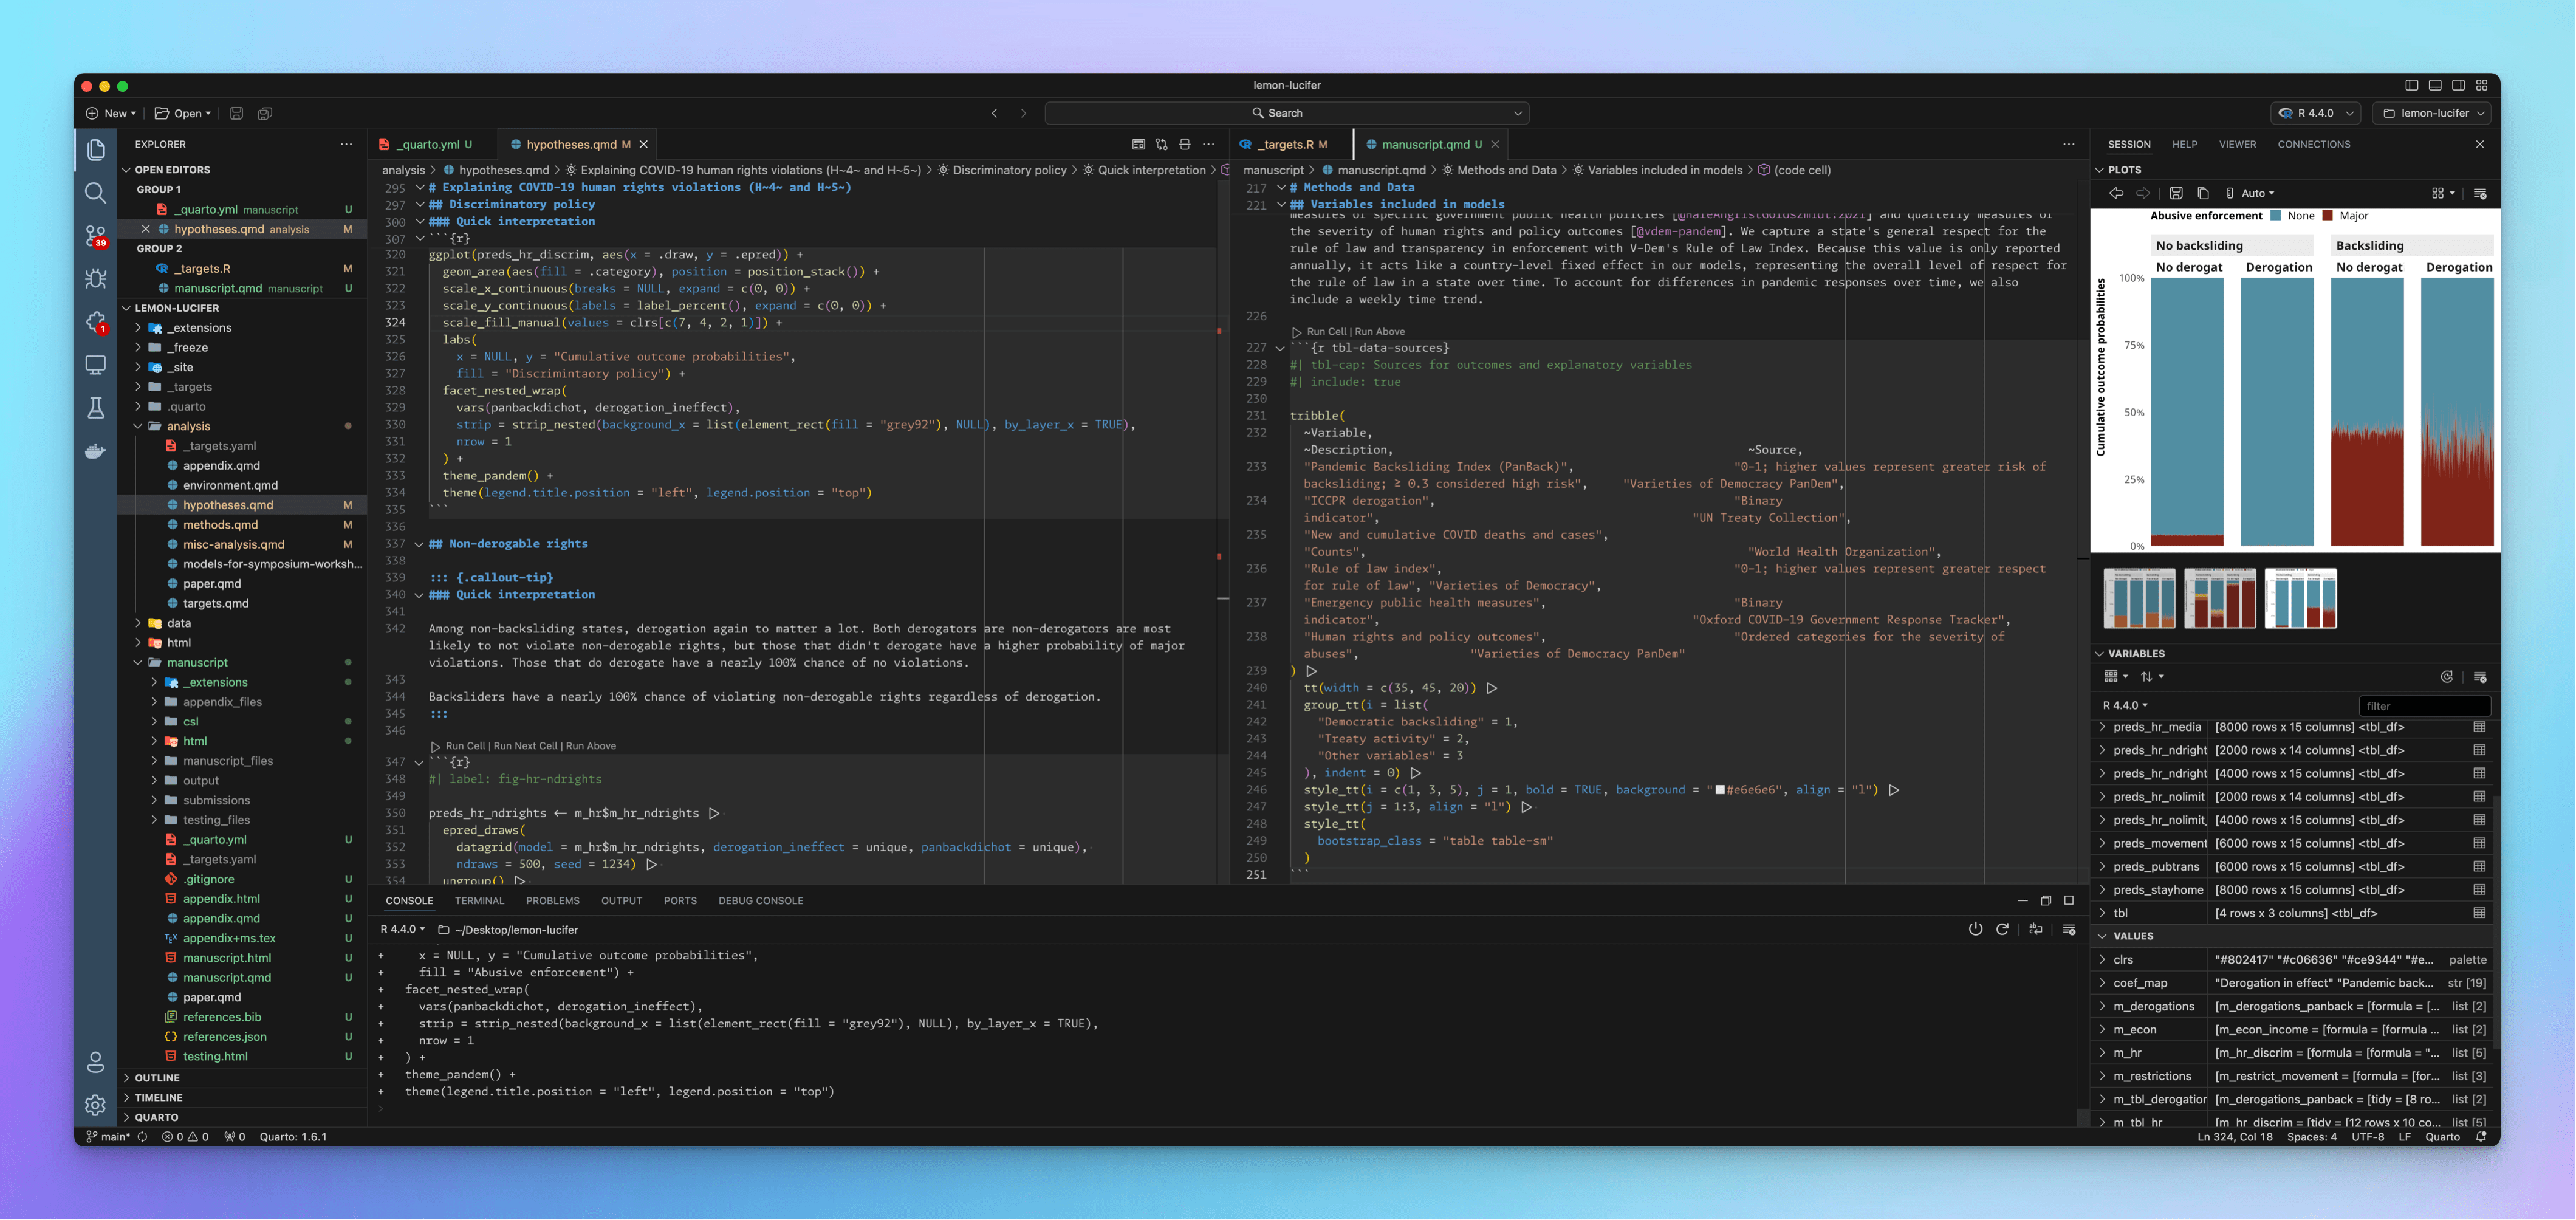 lemon-lucifer
New
Open
Search
R 4.4.0
lemon-lucifer
EXPLORER
OPEN EDITORS
GROUP 1
_quarto.yml manuscript U
hypotheses.qmd analysis M
GROUP 2
_targets.R M
manuscript.qmd manuscript U
LEMON-LUCIFER
_extensions
_freeze
_site
_targets
.quarto
analysis
_targets.yaml
appendix.qmd
environment.qmd
hypotheses.qmd M
methods.qmd M
misc-analysis.qmd M
models-for-symposium-worksh...
paper.qmd
targets.qmd
data
html
manuscript
_extensions
appendix_files
csl
html
manuscript_files
output
submissions
testing_files
_quarto.yml U
_targets.yaml
.gitignore U
appendix.html U
appendix.qmd U
appendix+ms.tex U
manuscript.html U
manuscript.qmd U
paper.qmd
references.bib U
references.json U
testing.html U
OUTLINE
TIMELINE
QUARTO
39
1
_quarto.yml U
hypotheses.qmd M
analysis > hypotheses.qmd > Explaining COVID-19 human rights violations (H~4~ and H~5~) > Discriminatory policy > Quick interpretation >
295 # Explaining COVID-19 human rights violations (H~4~ and H~5~)
297 ## Discriminatory policy
300 ### Quick interpretation
307 ```{r}
320 ggplot(preds_hr_discrim, aes(x = .draw, y = .epred)) +
321 geom_area(aes(fill = .category), position = position_stack()) +
322 scale_x_continuous(breaks = NULL, expand = c(0, 0)) +
323 scale_y_continuous(labels = label_percent(), expand = c(0, 0)) +
324 scale_fill_manual(values = clrs[c(7, 4, 2, 1)]) +
325 labs(
326 x = NULL, y = "Cumulative outcome probabilities",
327 fill = "Discrimintaory policy") +
328 facet_nested_wrap(
329 vars(panbackdichot, derogation_ineffect),
330 strip = strip_nested(background_x = list(element_rect(fill = "grey92"), NULL), by_layer_x = TRUE),
331 nrow = 1
332 ) +
333 theme_pandem() +
334 theme(legend.title.position = "left", legend.position = "top")
335 ```
336
337 ## Non-derogable rights
338
339 ::: {.callout-tip}
340 ### Quick interpretation
341
342 Among non-backsliding states, derogation again to matter a lot. Both derogators are non-derogators are most
likely to not violate non-derogable rights, but those that didn't derogate have a higher probability of major
violations. Those that do derogate have a nearly 100% chance of no violations.
343
344 Backsliders have a nearly 100% chance of violating non-derogable rights regardless of derogation.
345 :::
346
Run Cell | Run Next Cell | Run Above
347 ```{r}
348 #| label: fig-hr-ndrights
349
350 preds_hr_ndrights <- m_hr$m_hr_ndrights |>
351 epred_draws(
352 datagrid(model = m_hr$m_hr_ndrights, derogation_ineffect = unique, panbackdichot = unique),
353 ndraws = 500, seed = 1234) |>
354 ungroup() |>
_targets.R M
manuscript.qmd U
manuscript > manuscript.qmd > Methods and Data > Variables included in models > (code cell)
217 # Methods and Data
221 ## Variables included in models
measures of specific government public health policies [@HaleAngristGoldszmidt:2021] and quarterly measures of
the severity of human rights and policy outcomes [@vdem-pandem]. We capture a state's general respect for the
rule of law and transparency in enforcement with V-Dem's Rule of Law Index. Because this value is only reported
annually, it acts like a country-level fixed effect in our models, representing the overall level of respect for
the rule of law in a state over time. To account for differences in pandemic responses over time, we also
include a weekly time trend.
226
Run Cell | Run Above
227 ```{r tbl-data-sources}
228 #| tbl-cap: Sources for outcomes and explanatory variables
229 #| include: true
230
231 tribble(
232 ~Variable,
~Description, ~Source,
233 "Pandemic Backsliding Index (PanBack)", "0-1; higher values represent greater risk of
backsliding; ≥ 0.3 considered high risk", "Varieties of Democracy PanDem",
234 "ICCPR derogation", "Binary
indicator", "UN Treaty Collection",
235 "New and cumulative COVID deaths and cases",
"Counts", "World Health Organization",
236 "Rule of law index", "0-1; higher values represent greater respect
for rule of law", "Varieties of Democracy",
237 "Emergency public health measures", "Binary
indicator", "Oxford COVID-19 Government Response Tracker",
238 "Human rights and policy outcomes", "Ordered categories for the severity of
abuses", "Varieties of Democracy PanDem"
239 ) |>
240 tt(width = c(35, 45, 20)) |>
241 group_tt(i = list(
242 "Democratic backsliding" = 1,
243 "Treaty activity" = 2,
244 "Other variables" = 3
245 ), indent = 0) |>
246 style_tt(i = c(1, 3, 5), j = 1, bold = TRUE, background = "#e6e6e6", align = "l") |>
247 style_tt(j = 1:3, align = "l") |>
248 style_tt(
249 bootstrap_class = "table table-sm"
250 )
251 ```
CONSOLE TERMINAL PROBLEMS OUTPUT PORTS DEBUG CONSOLE
R 4.4.0 ~/Desktop/lemon-lucifer
+ x = NULL, y = "Cumulative outcome probabilities",
+ fill = "Abusive enforcement") +
+ facet_nested_wrap(
+ vars(panbackdichot, derogation_ineffect),
+ strip = strip_nested(background_x = list(element_rect(fill = "grey92"), NULL), by_layer_x = TRUE),
+ nrow = 1
+ ) +
+ theme_pandem() +
+ theme(legend.title.position = "left", legend.position = "top")
>
SESSION HELP VIEWER CONNECTIONS
PLOTS
Auto
Abusive enforcement None Major
No backsliding Backsliding
No derogat Derogation No derogat Derogation
Cumulative outcome probabilities
100%
75%
50%
25%
0%
VARIABLES
R 4.4.0
filter
preds_hr_media [8000 rows x 15 columns] <tbl_df>
preds_hr_ndright [2000 rows x 14 columns] <tbl_df>
preds_hr_ndright [4000 rows x 15 columns] <tbl_df>
preds_hr_nolimit [2000 rows x 14 columns] <tbl_df>
preds_hr_nolimit_ [4000 rows x 15 columns] <tbl_df>
preds_movement [6000 rows x 15 columns] <tbl_df>
preds_pubtrans [6000 rows x 15 columns] <tbl_df>
preds_stayhome [8000 rows x 15 columns] <tbl_df>
tbl [4 rows x 3 columns] <tbl_df>
VALUES
clrs "#802417" "#c06636" "#ce9344" "#e... palette
coef_map "Derogation in effect" "Pandemic back... str [19]
m_derogations [m_derogations_panback = [formula = [... list [2]
m_econ [m_econ_income = [formula = [formula ... list [2]
m_hr [m_hr_discrim = [formula = [formula = "... list [5]
m_restrictions [m_restrict_movement = [formula = [for... list [3]
m_tbl_derogation [m_derogations_panback = [tidy = [8 ro... list [2]
m_tbl_hr [m_hr_discrim = [tidy = [12 rows x 10 co... list [5]
main* 0 0 0 Quarto: 1.6.1
Ln 324, Col 18 Spaces: 4 UTF-8 LF Quarto